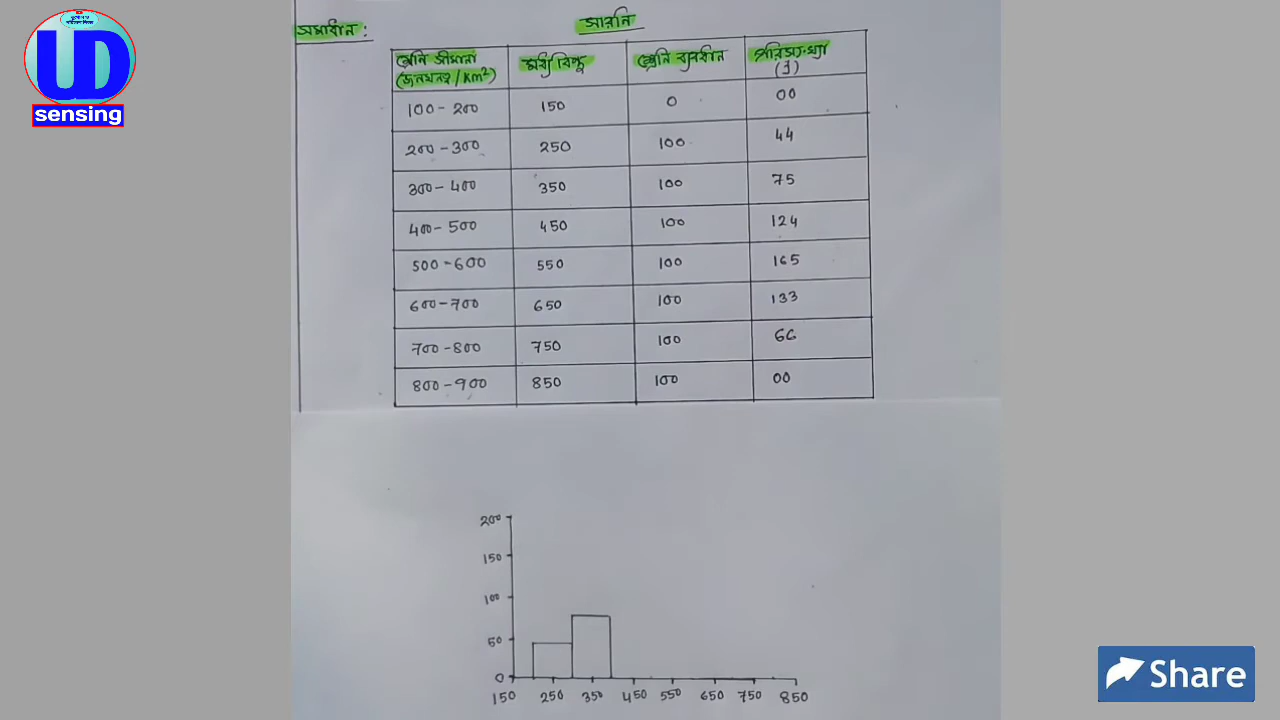 UD
sensing
সমাধান:
সারনি
শ্রেনি সীমানা (জনঘনত্ব/Km²) মধ্য বিন্দু শ্রেনি ব্যবধান পরিসংখ্যা (f)
100-200 150 0 00
200-300 250 100 44
300-400 350 100 75
400-500 450 100 124
500-600 550 100 165
600-700 650 100 133
700-800 750 100 66
800-900 850 100 00
200
150
100
50
0
150 250 350 450 550 650 750 850
Share